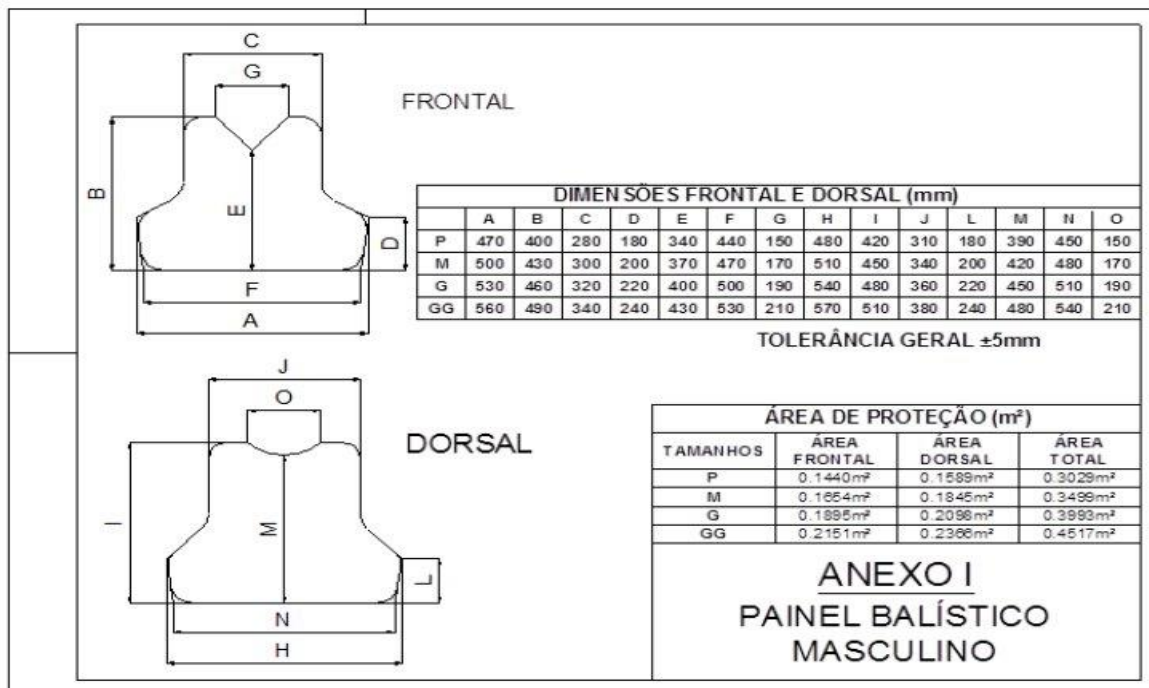 C
G
FRONTAL
B
E
D
F
A
DIMENSÕES FRONTAL E DORSAL (mm)
A B C D E F G H I J L M N O
P 470 400 280 180 340 440 150 480 420 310 180 390 450 150
M 500 430 300 200 370 470 170 510 450 340 200 420 480 170
G 530 460 320 220 400 500 190 540 480 360 220 450 510 190
GG 560 490 340 240 430 530 210 570 510 380 240 480 540 210
TOLERÂNCIA GERAL ±5mm
J
O
DORSAL
I
M
L
N
H
ÁREA DE PROTEÇÃO (m²)
TAMANHOS ÁREA FRONTAL ÁREA DORSAL ÁREA TOTAL
P 0.1440m² 0.1589m² 0.3029m²
M 0.1654m² 0.1845m² 0.3499m²
G 0.1895m² 0.2098m² 0.3993m²
GG 0.2151m² 0.2366m² 0.4517m²
ANEXO I
PAINEL BALÍSTICO
MASCULINO